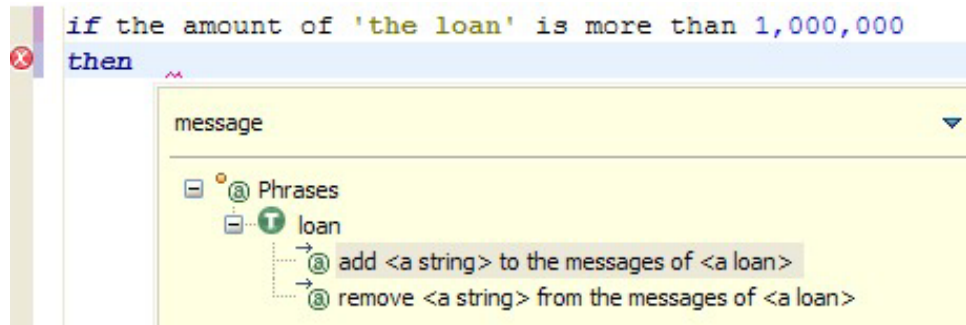 if the amount of 'the loan' is more than 1,000,000
then
message
Phrases
loan
add <a string> to the messages of <a loan>
remove <a string> from the messages of <a loan>